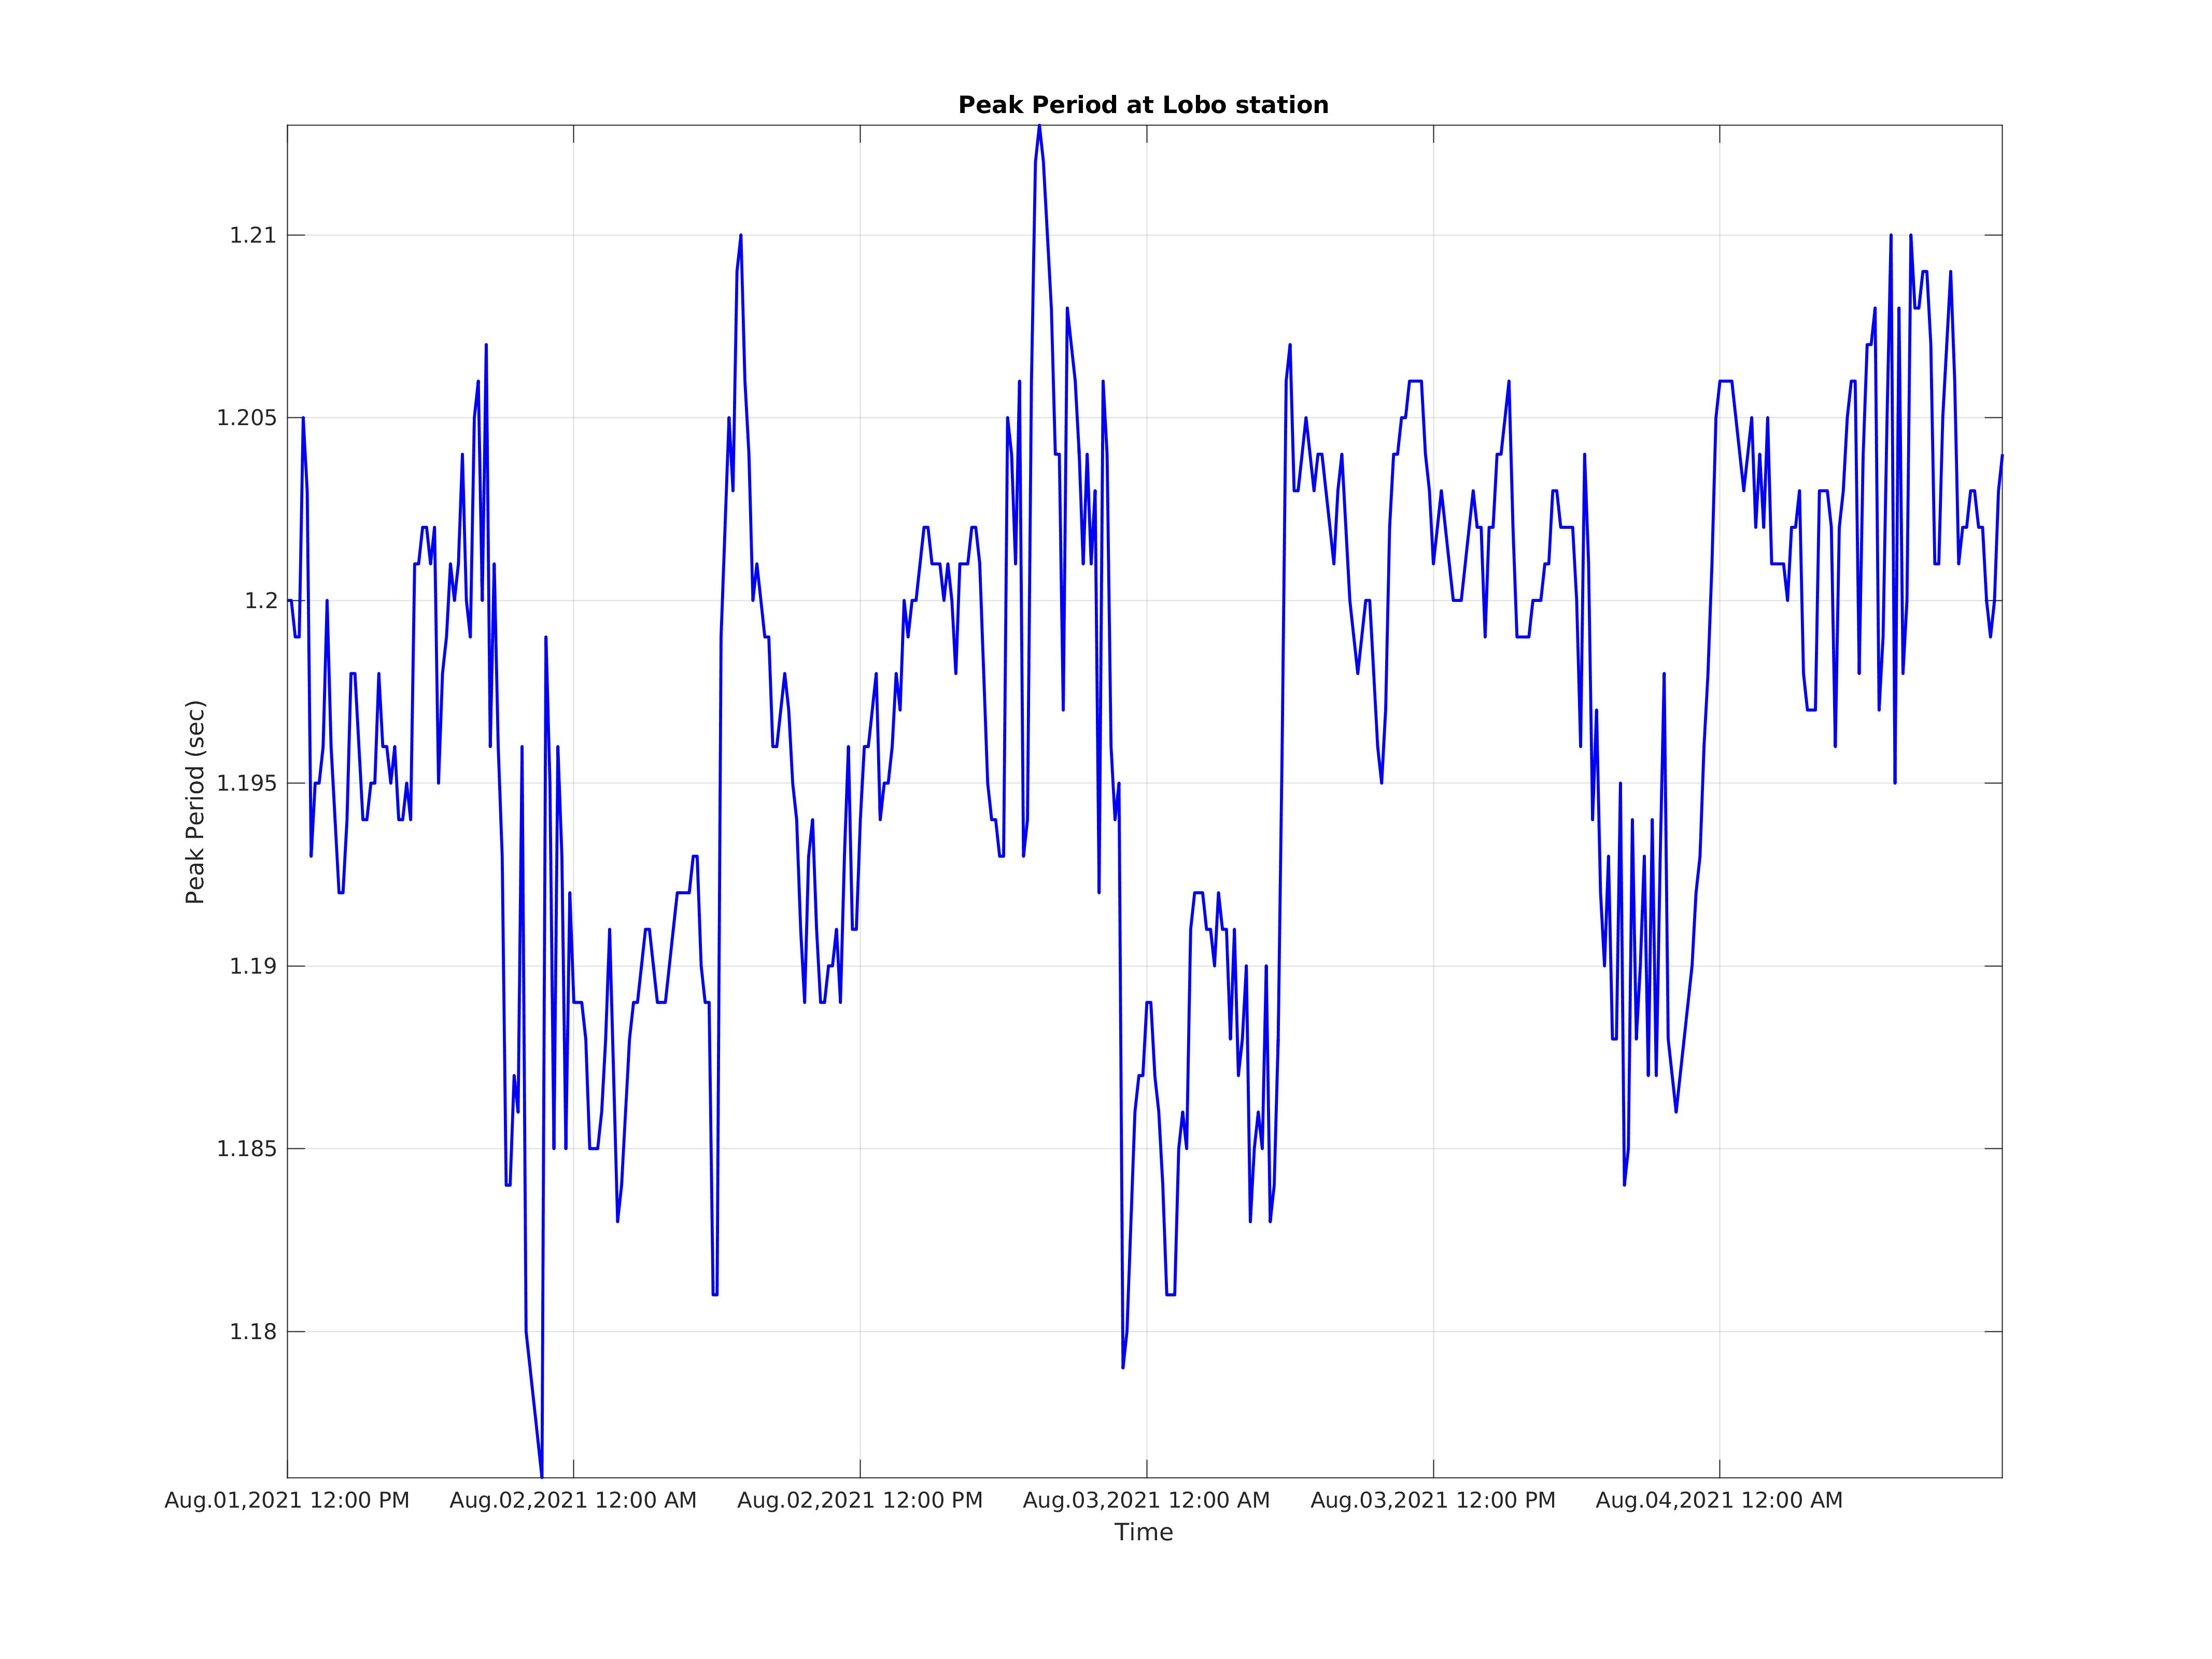 Peak Period at Lobo station
1.21
1.205
1.2
1.195
1.19
1.185
1.18
Peak Period (sec)
Aug.01,2021 12:00 PM Aug.02,2021 12:00 AM Aug.02,2021 12:00 PM Aug.03,2021 12:00 AM Aug.03,2021 12:00 PM Aug.04,2021 12:00 AM
Time